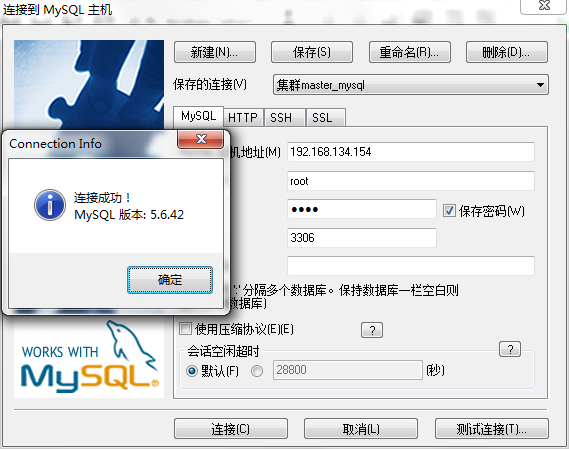 连接到 MySQL 主机
新建(N)...
保存(S)
重命名(R)...
删除(D)...
保存的连接(V)
集群master_mysql
MySQL
HTTP
SSH
SSL
Connection Info
机地址(M)
192.168.134.154
连接成功！
MySQL 版本: 5.6.42
root
●●●●
保存密码(W)
3306
确定
';' 分隔多个数据库。保持数据库一栏空白则
数据库)
使用压缩协议(E)(E)
?
会话空闲超时
?
默认(F)
28800
(秒)
WORKS WITH
MySQL®
连接(C)
取消(L)
测试连接(T)...